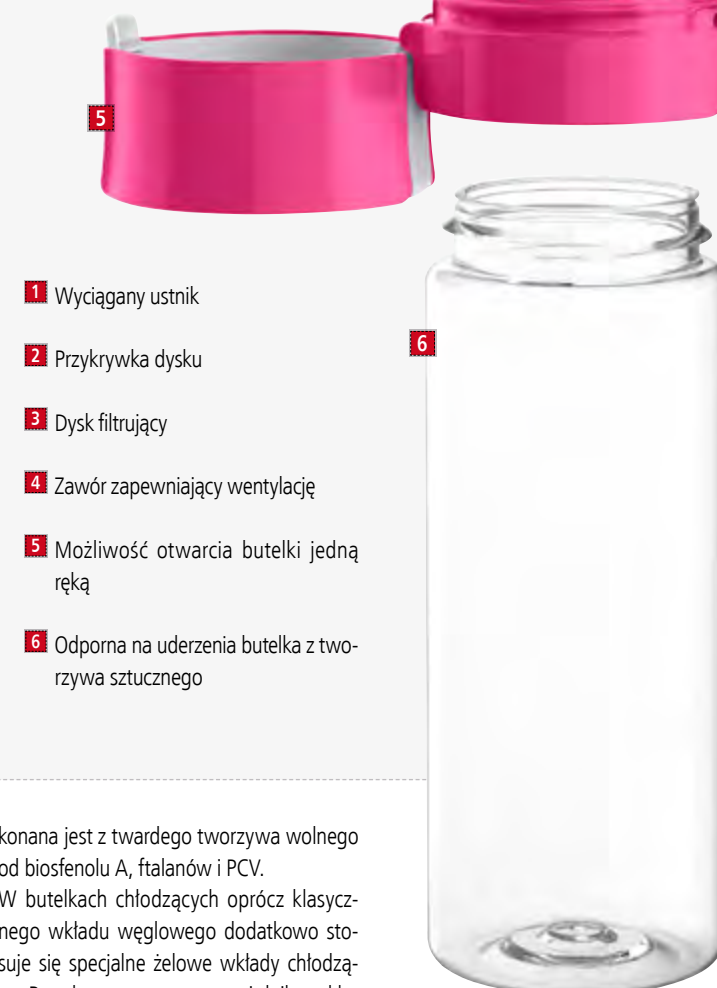 5
1 Wyciągany ustnik
2 Przykrywka dysku
3 Dysk filtrujący
4 Zawór zapewniający wentylację
5 Możliwość otwarcia butelki jedną
ręką
6 Odporna na uderzenia butelka z two-
rzywa sztucznego
6
konana jest z twardego tworzywa wolnego
od biosfenolu A, ftalanów i PCV.
W butelkach chłodzących oprócz klasycz-
nego wkładu węglowego dodatkowo sto-
suje się specjalne żelowe wkłady chłodzą-